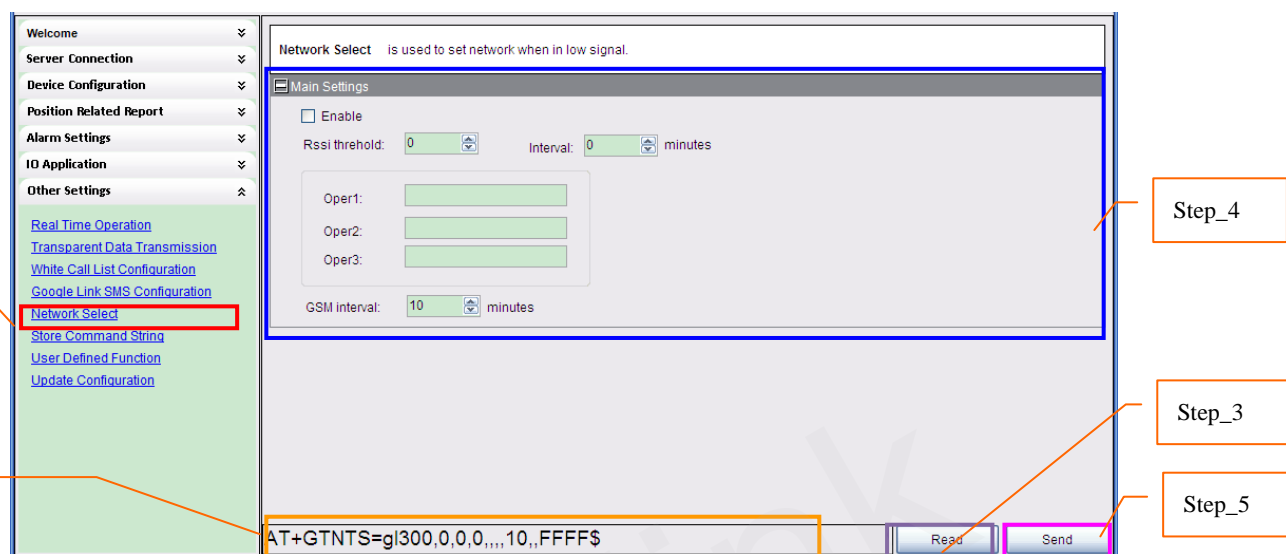 Welcome
Server Connection
Device Configuration
Position Related Report
Alarm Settings
IO Application
Other Settings
Real Time Operation
Transparent Data Transmission
White Call List Configuration
Google Link SMS Configuration
Network Select
Store Command String
User Defined Function
Update Configuration
Network Select is used to set network when in low signal.
Main Settings
Enable
Rssi threhold: 0 Interval: 0 minutes
Oper1:
Oper2:
Oper3:
GSM interval: 10 minutes
AT+GTNTS=gl300,0,0,0,,,,10,,FFFF$
Read Send
Step_4
Step_3
Step_5